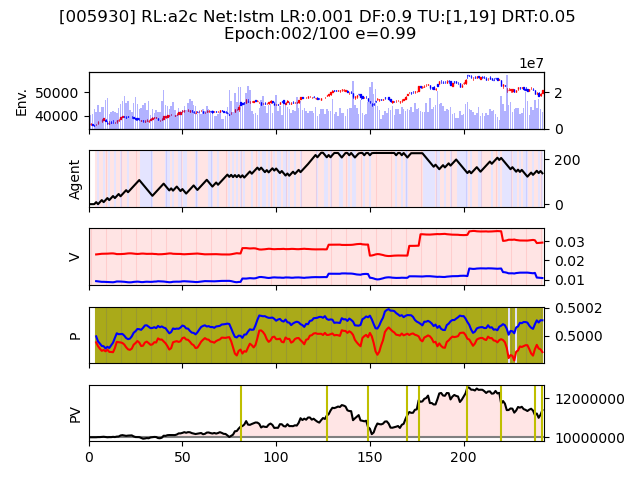 [005930] RL:a2c Net:lstm LR:0.001 DF:0.9 TU:[1,19] DRT:0.05
Epoch:002/100 e=0.99
1e7
Env.
50000
40000
2
0
Agent
200
0
V
0.03
0.02
0.01
P
0.5002
0.5000
PV
12000000
10000000
0 50 100 150 200